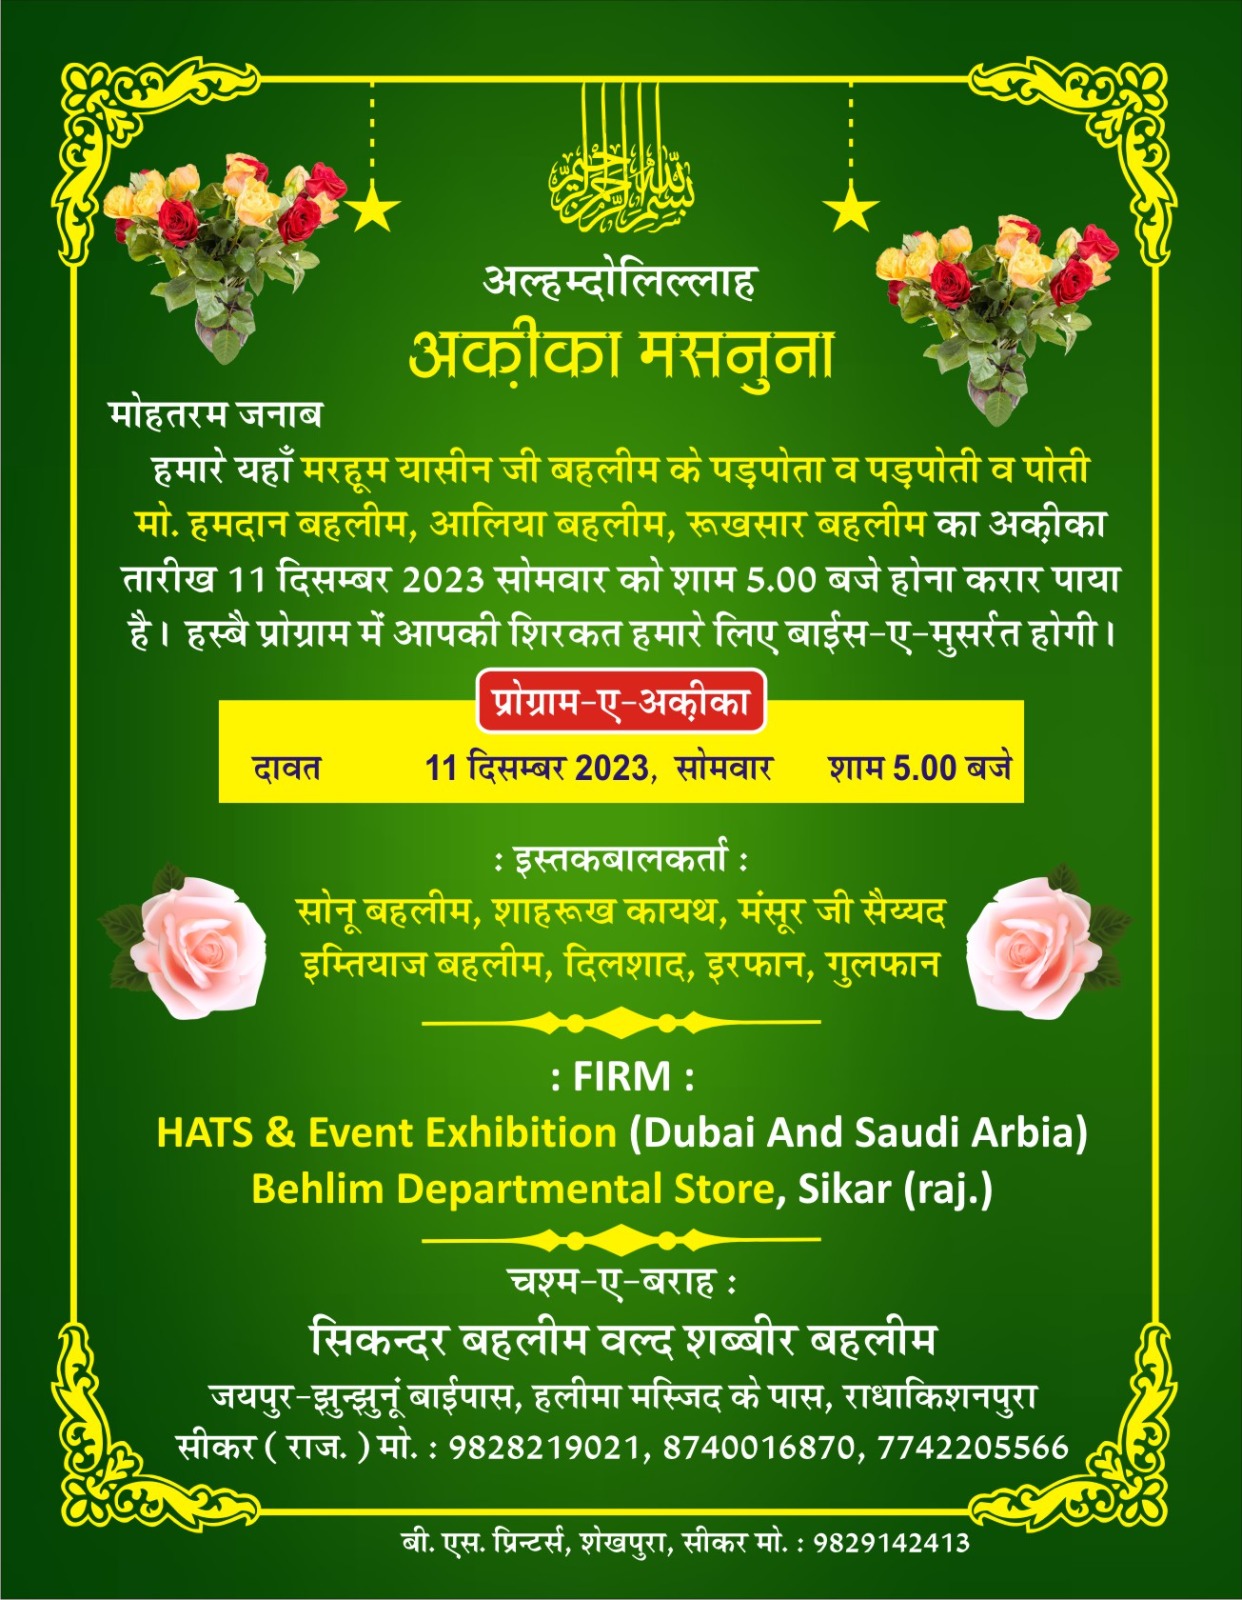 بسم الله الرحمن الرحيم
अल्हम्दोलिल्लाह
अक़ीका मसनुना
मोहतरम जनाब
हमारे यहाँ मरहूम यासीन जी बहलीम के पड़पोता व पड़पोती व पोती
मो. हमदान बहलीम, आलिया बहलीम, रूखसार बहलीम का अक़ीका
तारीख 11 दिसम्बर 2023 सोमवार को शाम 5.00 बजे होना करार पाया
है। हस्बै प्रोग्राम में आपकी शिरकत हमारे लिए बाईस-ए-मुसर्रत होगी।
प्रोग्राम-ए-अक़ीका
दावत 11 दिसम्बर 2023, सोमवार शाम 5.00 बजे
: इस्तकबालकर्ता :
सोनू बहलीम, शाहरूख कायथ, मंसूर जी सैय्यद
इम्तियाज बहलीम, दिलशाद, इरफान, गुलफान
: FIRM :
HATS & Event Exhibition (Dubai And Saudi Arbia)
Behlim Departmental Store, Sikar (raj.)
चश्म-ए-बराह :
सिकन्दर बहलीम वल्द शब्बीर बहलीम
जयपुर-झुन्झुनूं बाईपास, हलीमा मस्जिद के पास, राधाकिशनपुरा
सीकर ( राज. ) मो. : 9828219021, 8740016870, 7742205566
बी. एस. प्रिन्टर्स, शेखपुरा, सीकर मो. : 9829142413